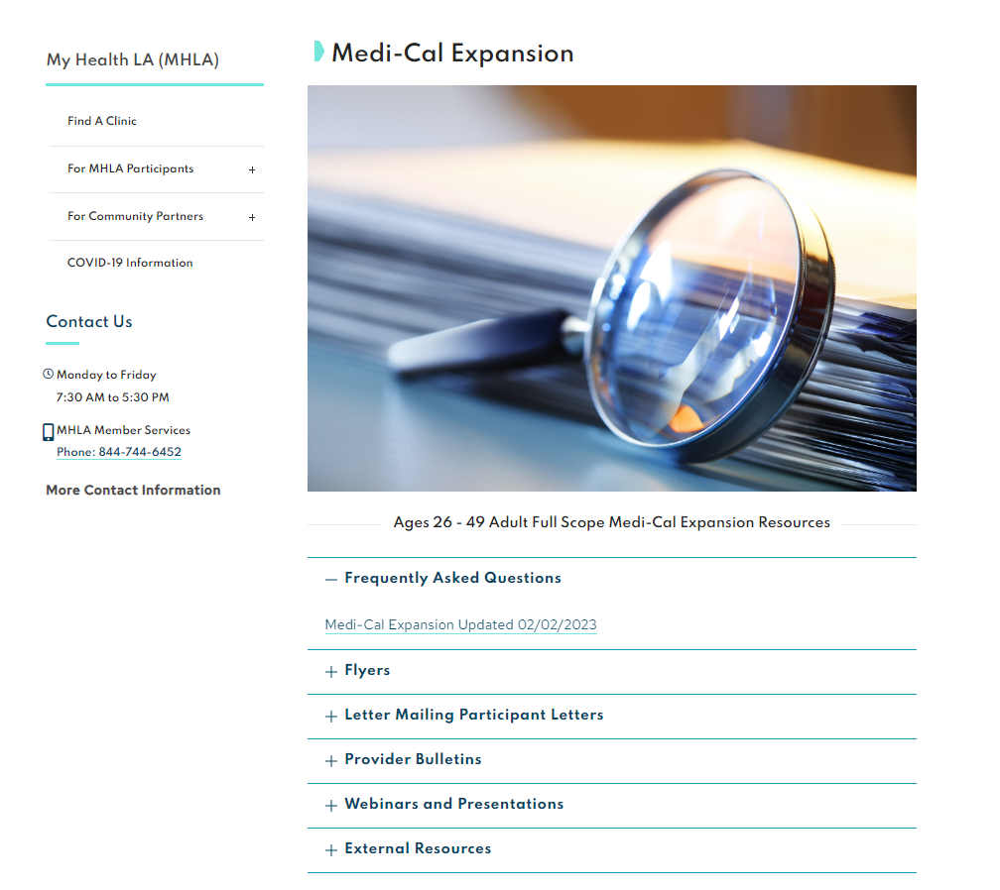 My Health LA (MHLA)
Find A Clinic
For MHLA Participants +
For Community Partners +
COVID-19 Information
Contact Us
Monday to Friday
7:30 AM to 5:30 PM
MHLA Member Services
Phone: 844-744-6452
More Contact Information
Medi-Cal Expansion
Ages 26 - 49 Adult Full Scope Medi-Cal Expansion Resources
— Frequently Asked Questions
Medi-Cal Expansion Updated 02/02/2023
+ Flyers
+ Letter Mailing Participant Letters
+ Provider Bulletins
+ Webinars and Presentations
+ External Resources